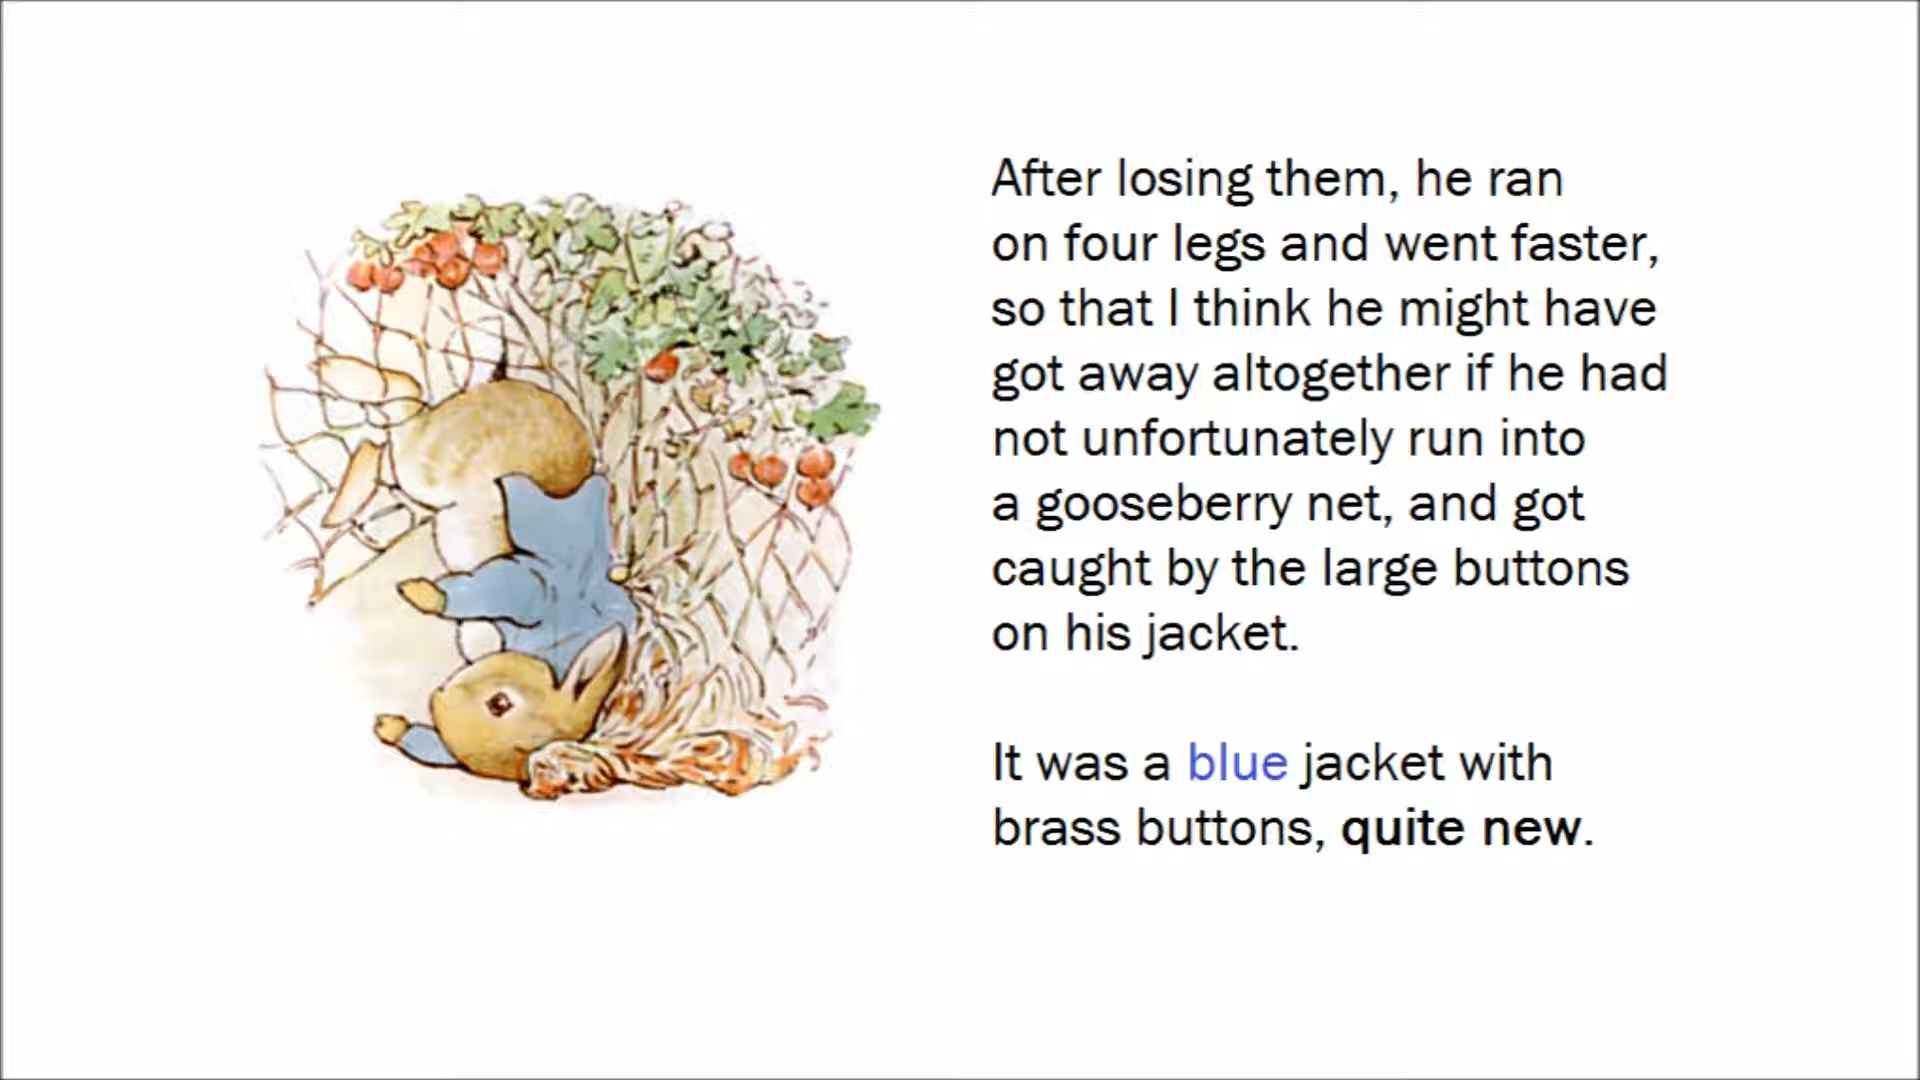 After losing them, he ran
on four legs and went faster,
so that I think he might have
got away altogether if he had
not unfortunately run into
a gooseberry net, and got
caught by the large buttons
on his jacket.
It was a blue jacket with
brass buttons, quite new.